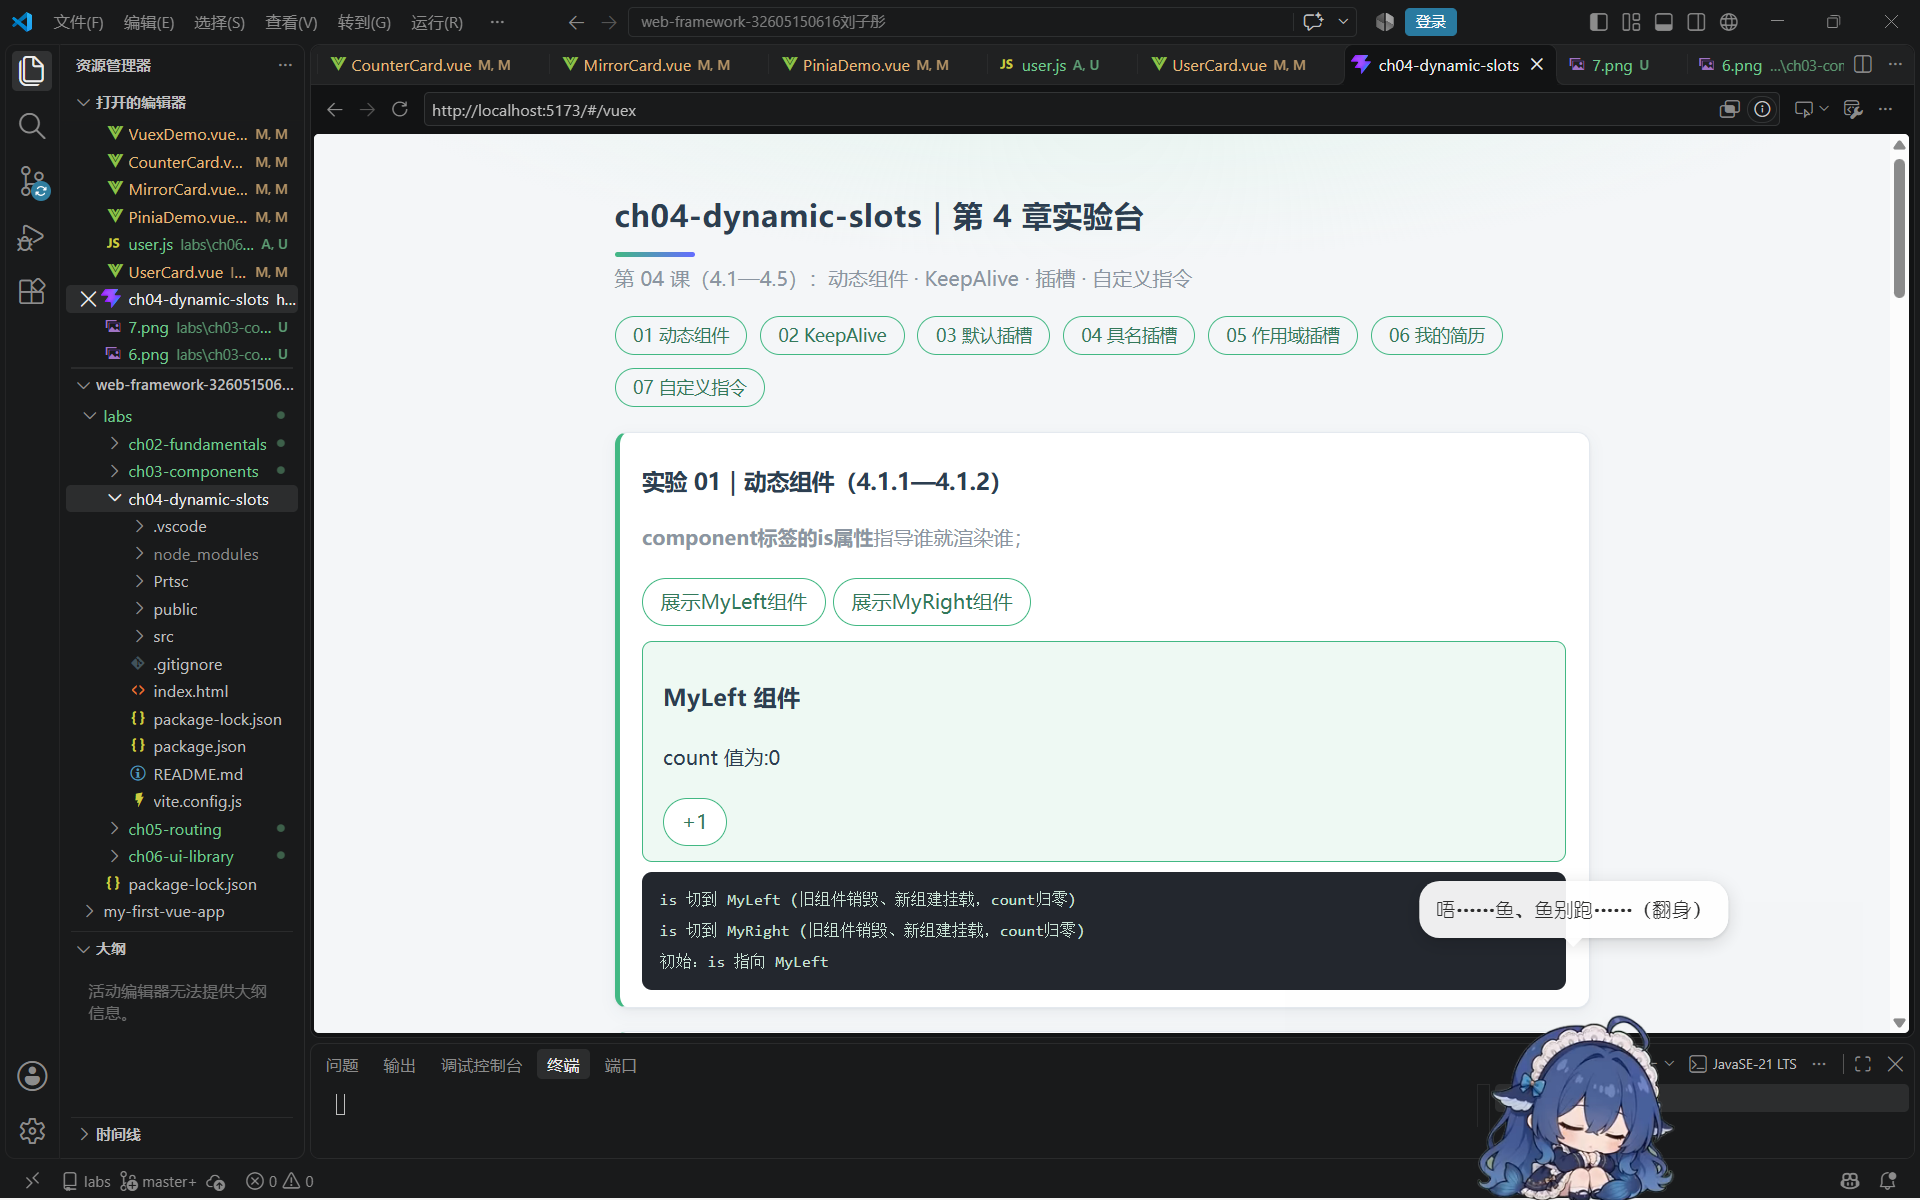 文件(F) 编辑(E) 选择(S) 查看(V) 转到(G) 运行(R) ··· web-framework-32605150616刘子彤 登录
资源管理器 ···
打开的编辑器
VuexDemo.vue... M, M
CounterCard.v... M, M
MirrorCard.vue... M, M
PiniaDemo.vue... M, M
JS user.js labs\ch06... A, U
UserCard.vue l... M, M
ch04-dynamic-slots h...
7.png labs\ch03-co... U
6.png labs\ch03-co... U
web-framework-326051506...
labs
ch02-fundamentals
ch03-components
ch04-dynamic-slots
.vscode
node_modules
Prtsc
public
src
.gitignore
index.html
package-lock.json
package.json
README.md
vite.config.js
ch05-routing
ch06-ui-library
package-lock.json
my-first-vue-app
大纲
活动编辑器无法提供大纲
信息。
时间线
CounterCard.vue M, M MirrorCard.vue M, M PiniaDemo.vue M, M JS user.js A, U UserCard.vue M, M ch04-dynamic-slots 7.png U 6.png ...\ch03-cor
http://localhost:5173/#/vuex
ch04-dynamic-slots | 第 4 章实验台
第 04 课（4.1—4.5）：动态组件 · KeepAlive · 插槽 · 自定义指令
01 动态组件 02 KeepAlive 03 默认插槽 04 具名插槽 05 作用域插槽 06 我的简历
07 自定义指令
实验 01 | 动态组件（4.1.1—4.1.2）
component标签的is属性指导谁就渲染谁；
展示MyLeft组件 展示MyRight组件
MyLeft 组件
count 值为:0
+1
is 切到 MyLeft (旧组件销毁、新组建挂载, count归零)
is 切到 MyRight (旧组件销毁、新组建挂载, count归零)
初始: is 指向 MyLeft
唔……鱼、鱼别跑……（翻身）
问题 输出 调试控制台 终端 端口 JavaSE-21 LTS ···
labs master+ 0 0